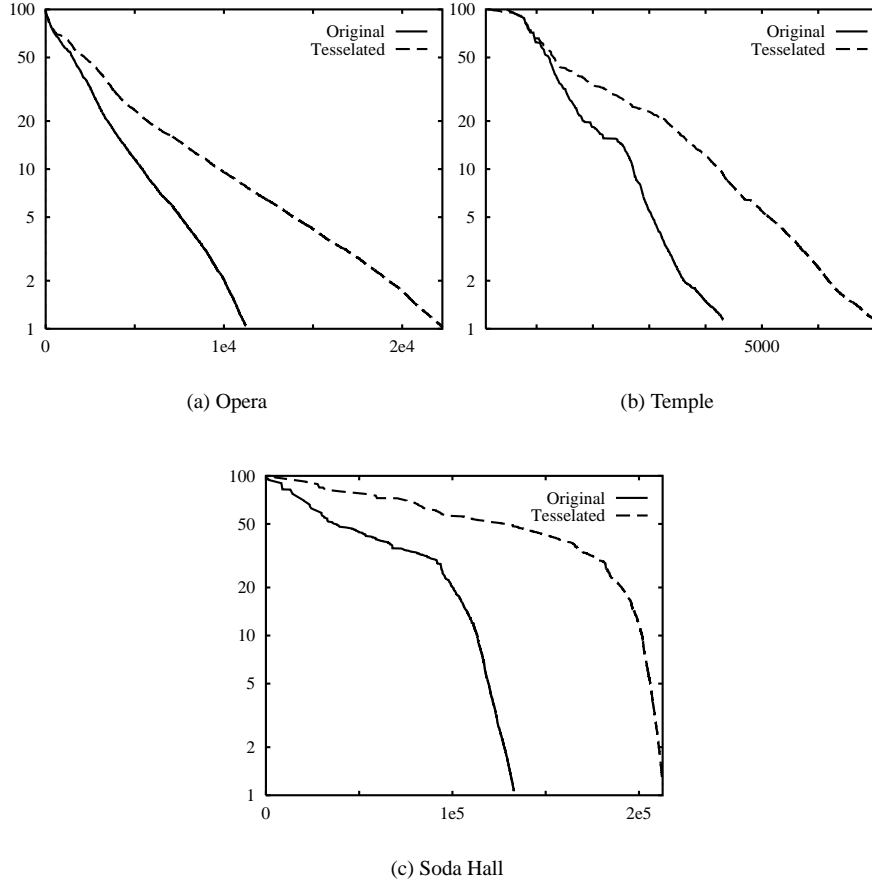 100
50
20
10
5
2
1
0
1e4
2e4
Original
Tesselated
(a) Opera
100
50
20
10
5
2
1
5000
Original
Tesselated
(b) Temple
100
50
20
10
5
2
1
0
1e5
2e5
Original
Tesselated
(c) Soda Hall